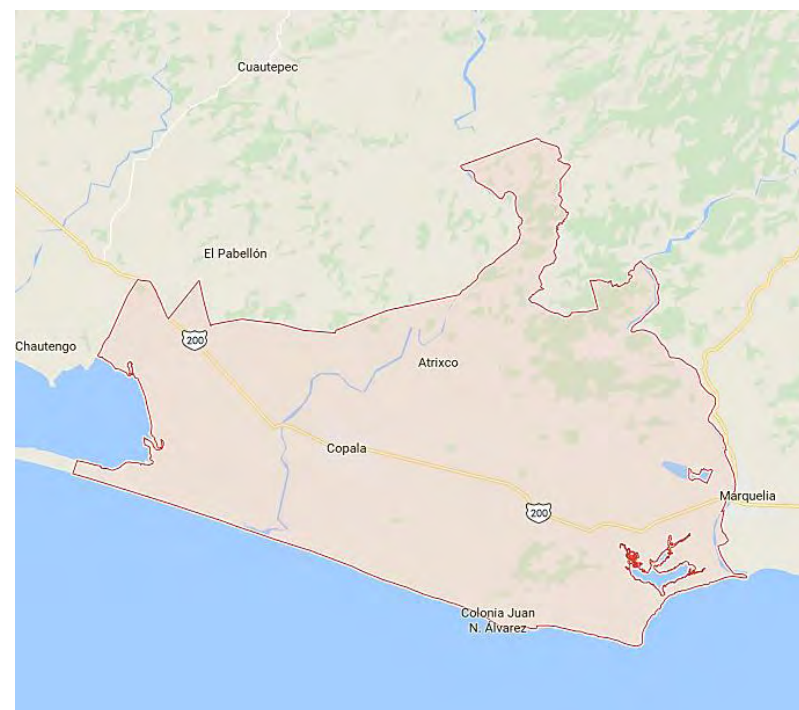 Cuautepec
El Pabellón
Chautengo
200
Atrixco
Copala
Marquelia
200
Colonia Juan
N. Álvarez